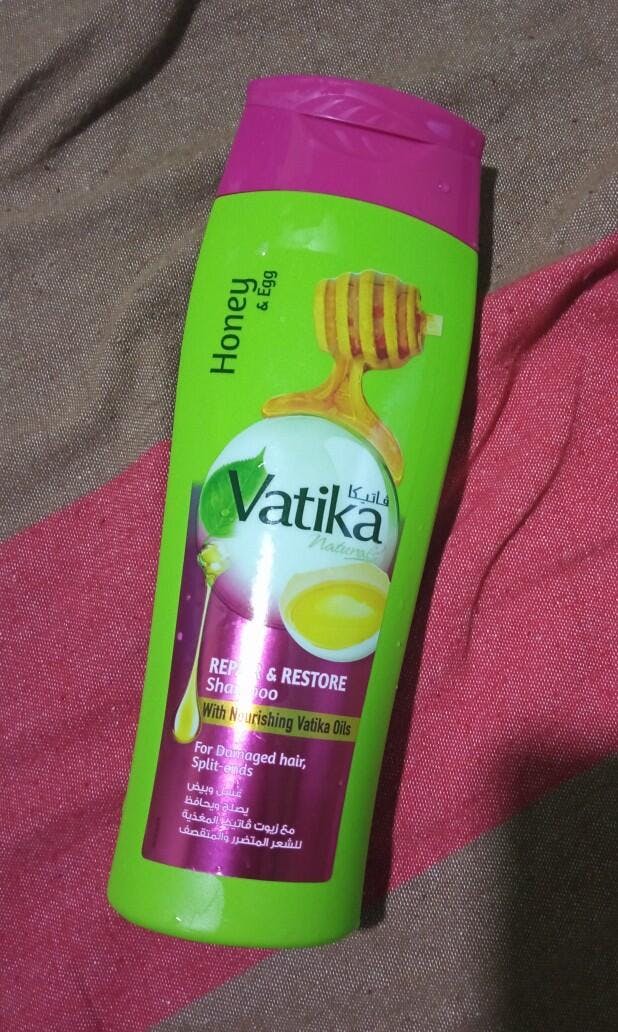 Honey
& Egg
فاتيكا
Vatika
Naturals
REPAIR & RESTORE
Shampoo
With Nourishing Vatika Oils
For Damaged hair,
Split-ends
عسل وبيض
يصلح ويحافظ
مع زيوت ڤاتيكا المغذية
للشعر المتضرر والمتقصف